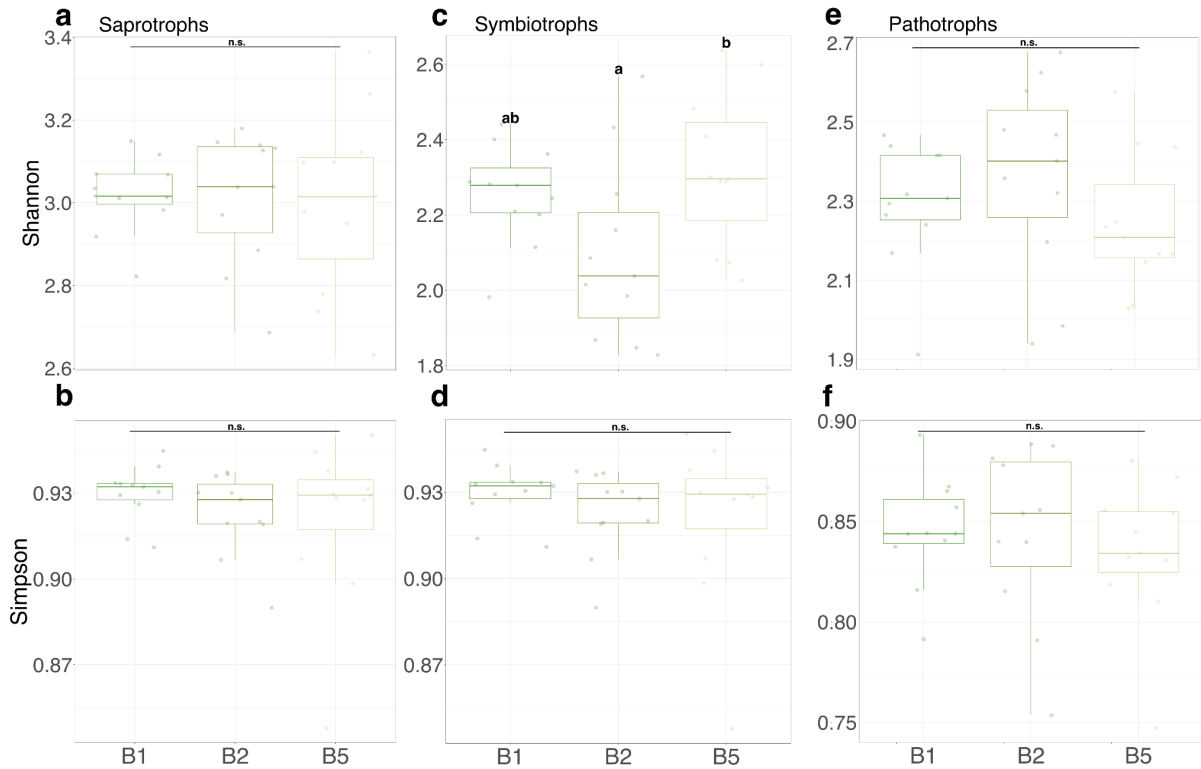 a Saprotrophs
c Symbiotrophs
e Pathotrophs
Shannon
3.4
3.2
3.0
2.8
2.6
n.s.
2.6
2.4
2.2
2.0
1.8
ab
a
b
2.7
2.5
2.3
2.1
1.9
n.s.
b
d
f
Simpson
0.93
0.90
0.87
n.s.
B1 B2 B5
0.93
0.90
0.87
n.s.
B1 B2 B5
0.90
0.85
0.80
0.75
n.s.
B1 B2 B5